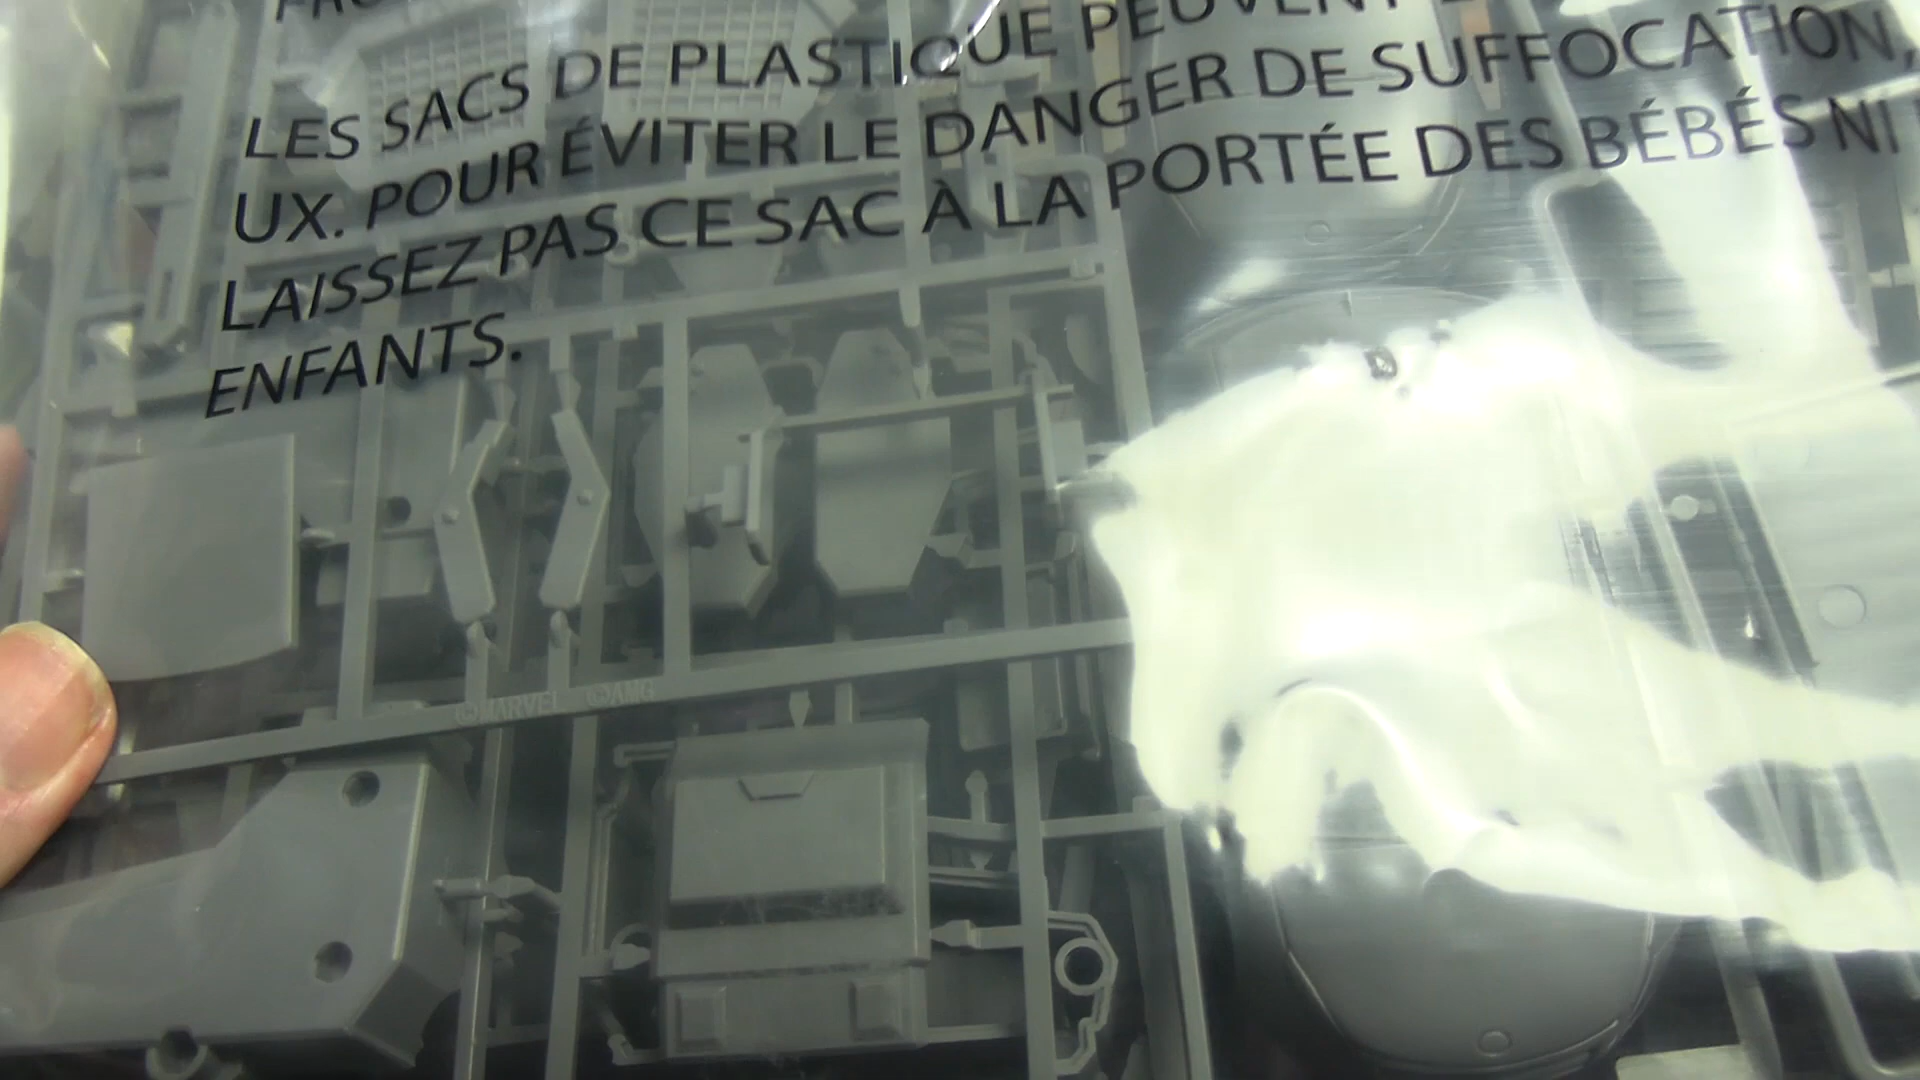 LES SACS DE PLASTIQUE PEUVENT
UX. POUR ÉVITER LE DANGER DE SUFFOCATION,
LAISSEZ PAS CE SAC À LA PORTÉE DES BÉBÉS NI
ENFANTS.
©MARVEL ©AMG